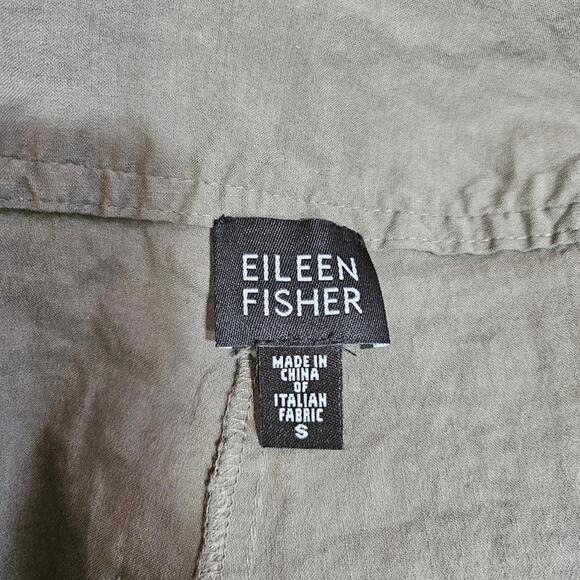 EILEEN
FISHER
MADE IN
CHINA
OF
ITALIAN
FABRIC
S